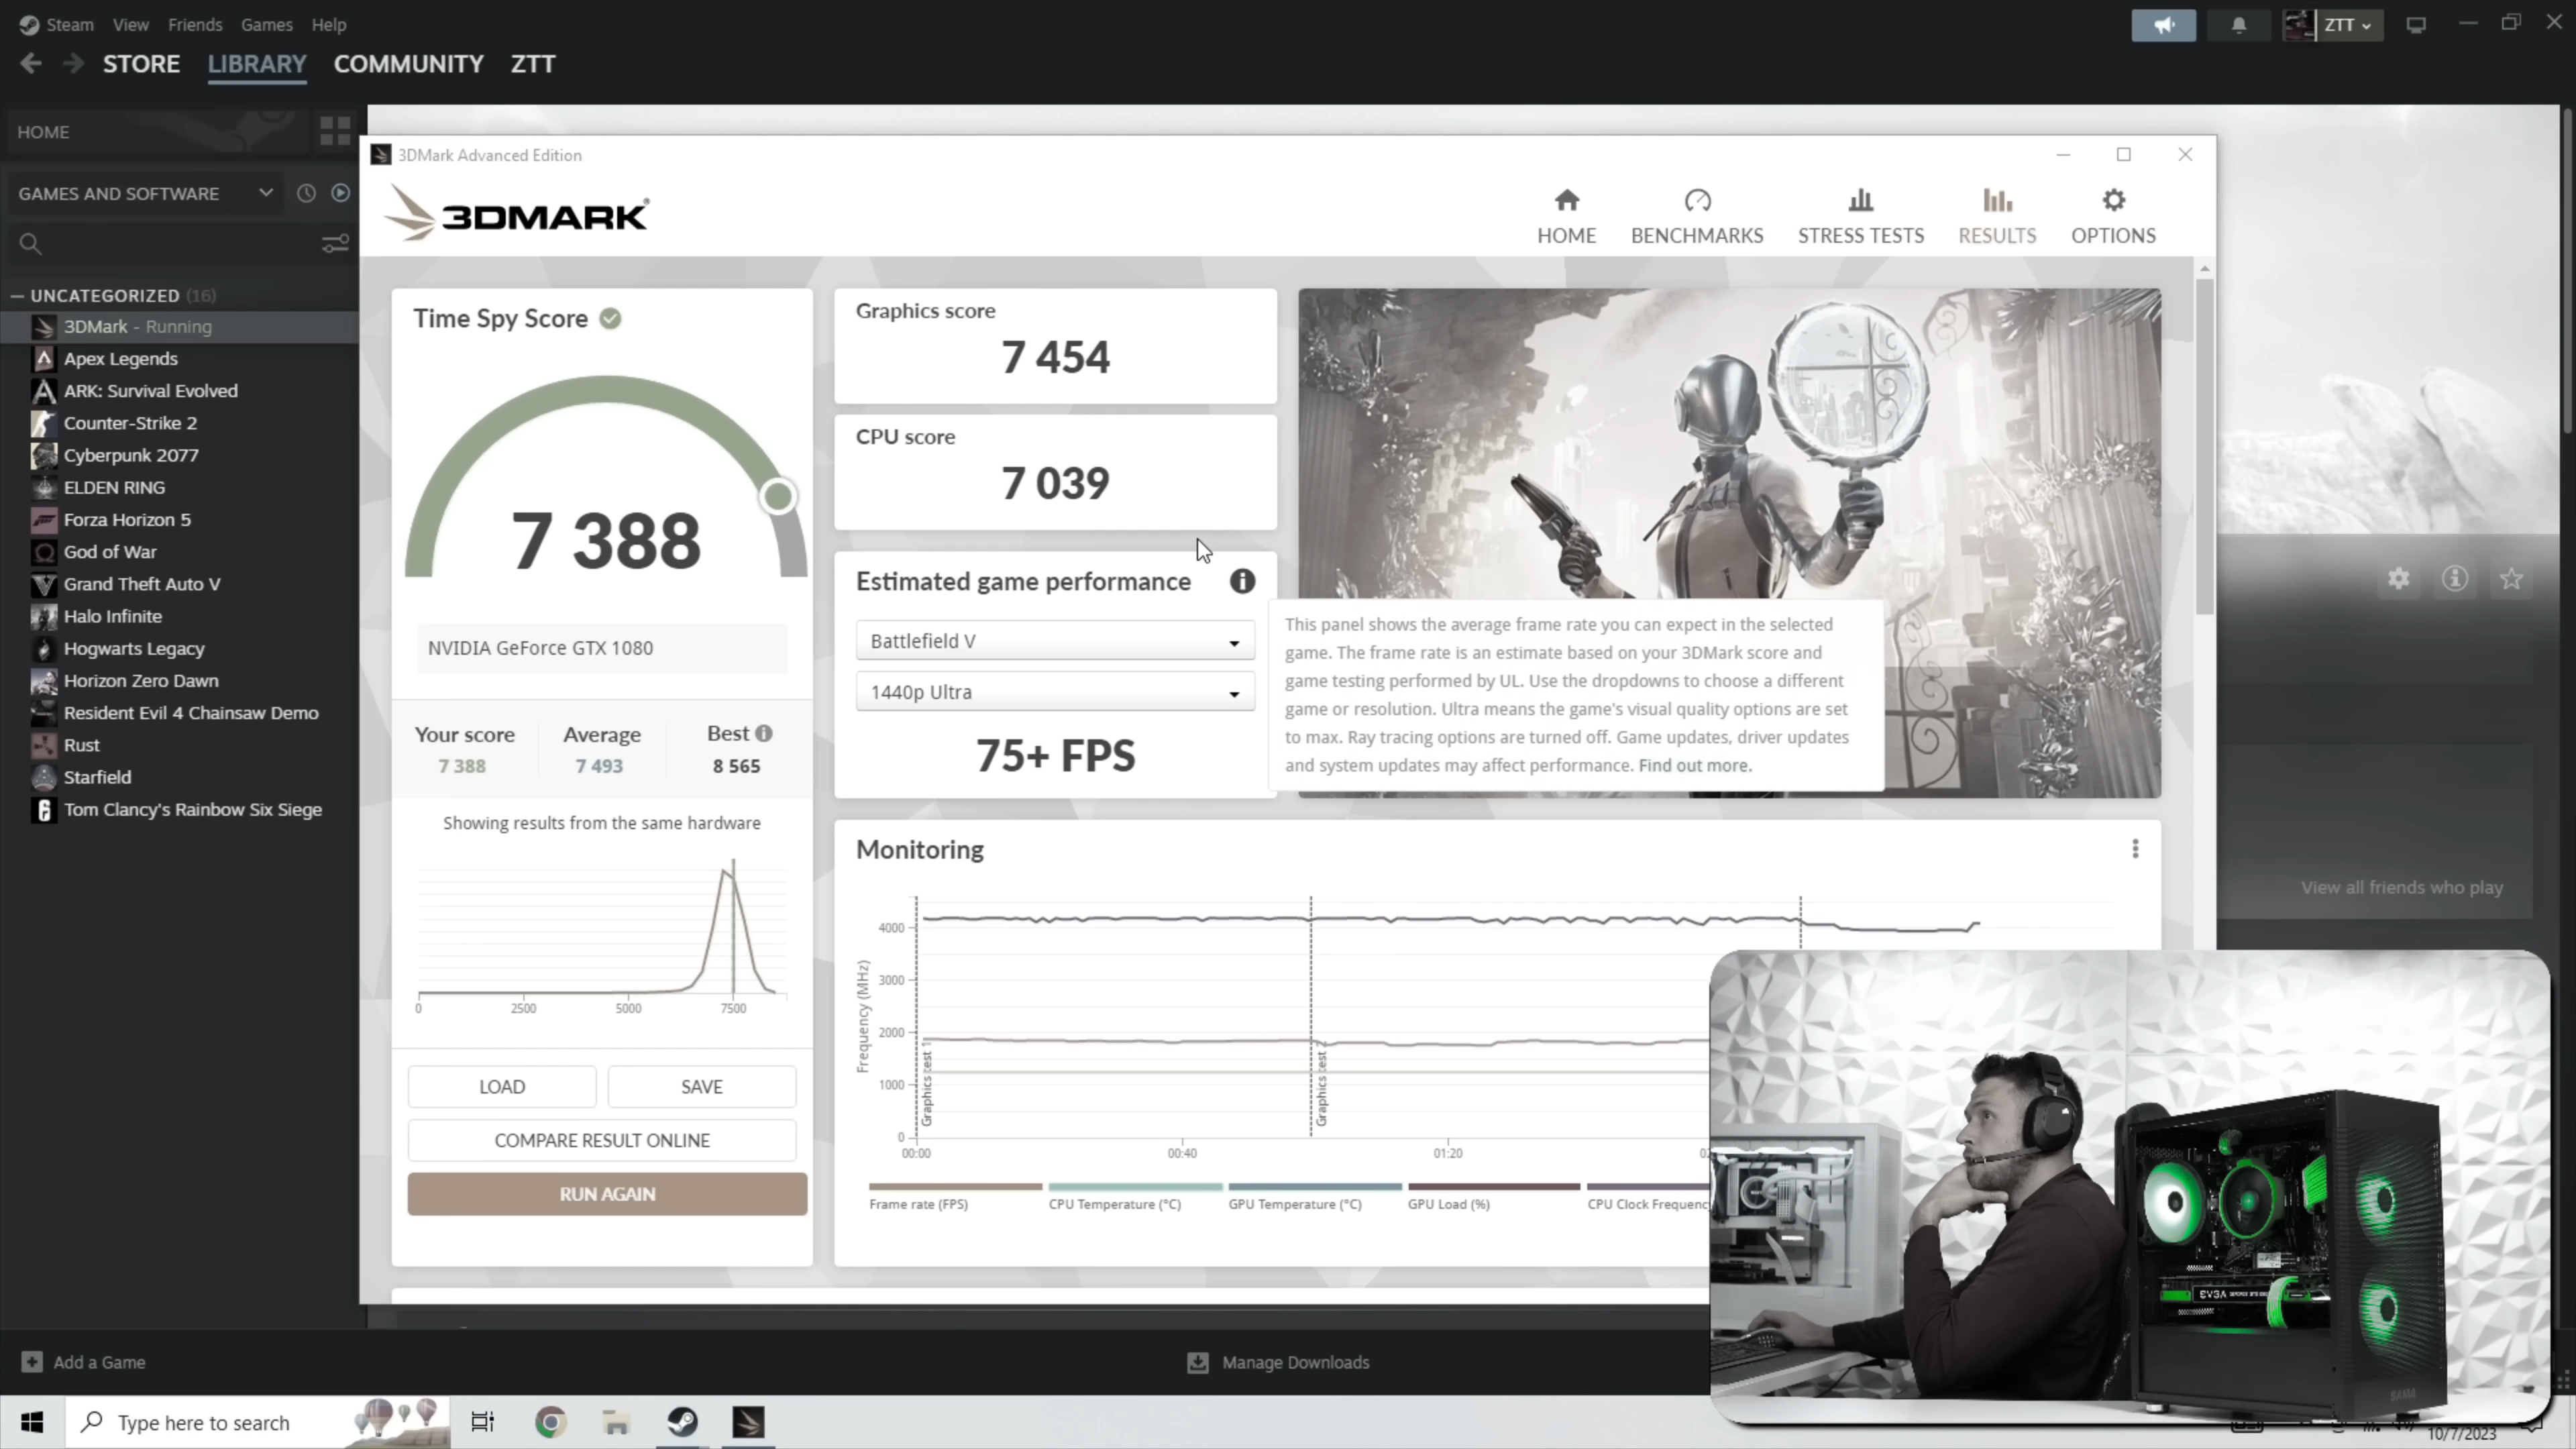 Steam View Friends Games Help
ZTT
STORE LIBRARY COMMUNITY ZTT
HOME
GAMES AND SOFTWARE
UNCATEGORIZED (16)
3DMark - Running
Apex Legends
ARK: Survival Evolved
Counter-Strike 2
Cyberpunk 2077
ELDEN RING
Forza Horizon 5
God of War
Grand Theft Auto V
Halo Infinite
Hogwarts Legacy
Horizon Zero Dawn
Resident Evil 4 Chainsaw Demo
Rust
Starfield
Tom Clancy's Rainbow Six Siege
3DMark Advanced Edition
3DMARK®
HOME BENCHMARKS STRESS TESTS RESULTS OPTIONS
Time Spy Score
7 388
NVIDIA GeForce GTX 1080
Your score Average Best
7 388 7 493 8 565
Showing results from the same hardware
0 2500 5000 7500
LOAD SAVE
COMPARE RESULT ONLINE
RUN AGAIN
Graphics score
7 454
CPU score
7 039
Estimated game performance
Battlefield V
1440p Ultra
75+ FPS
This panel shows the average frame rate you can expect in the selected
game. The frame rate is an estimate based on your 3DMark score and
game testing performed by UL. Use the dropdowns to choose a different
game or resolution. Ultra means the game's visual quality options are set
to max. Ray tracing options are turned off. Game updates, driver updates
and system updates may affect performance. Find out more.
Monitoring
Frequency (MHz)
4000
3000
2000
1000
0
Graphics test 1
Graphics test 2
00:00 00:40 01:20
Frame rate (FPS) CPU Temperature (°C) GPU Temperature (°C) GPU Load (%) CPU Clock Frequency
View all friends who play
EVGA
SAMA
Add a Game
Manage Downloads
Type here to search
10/7/2023